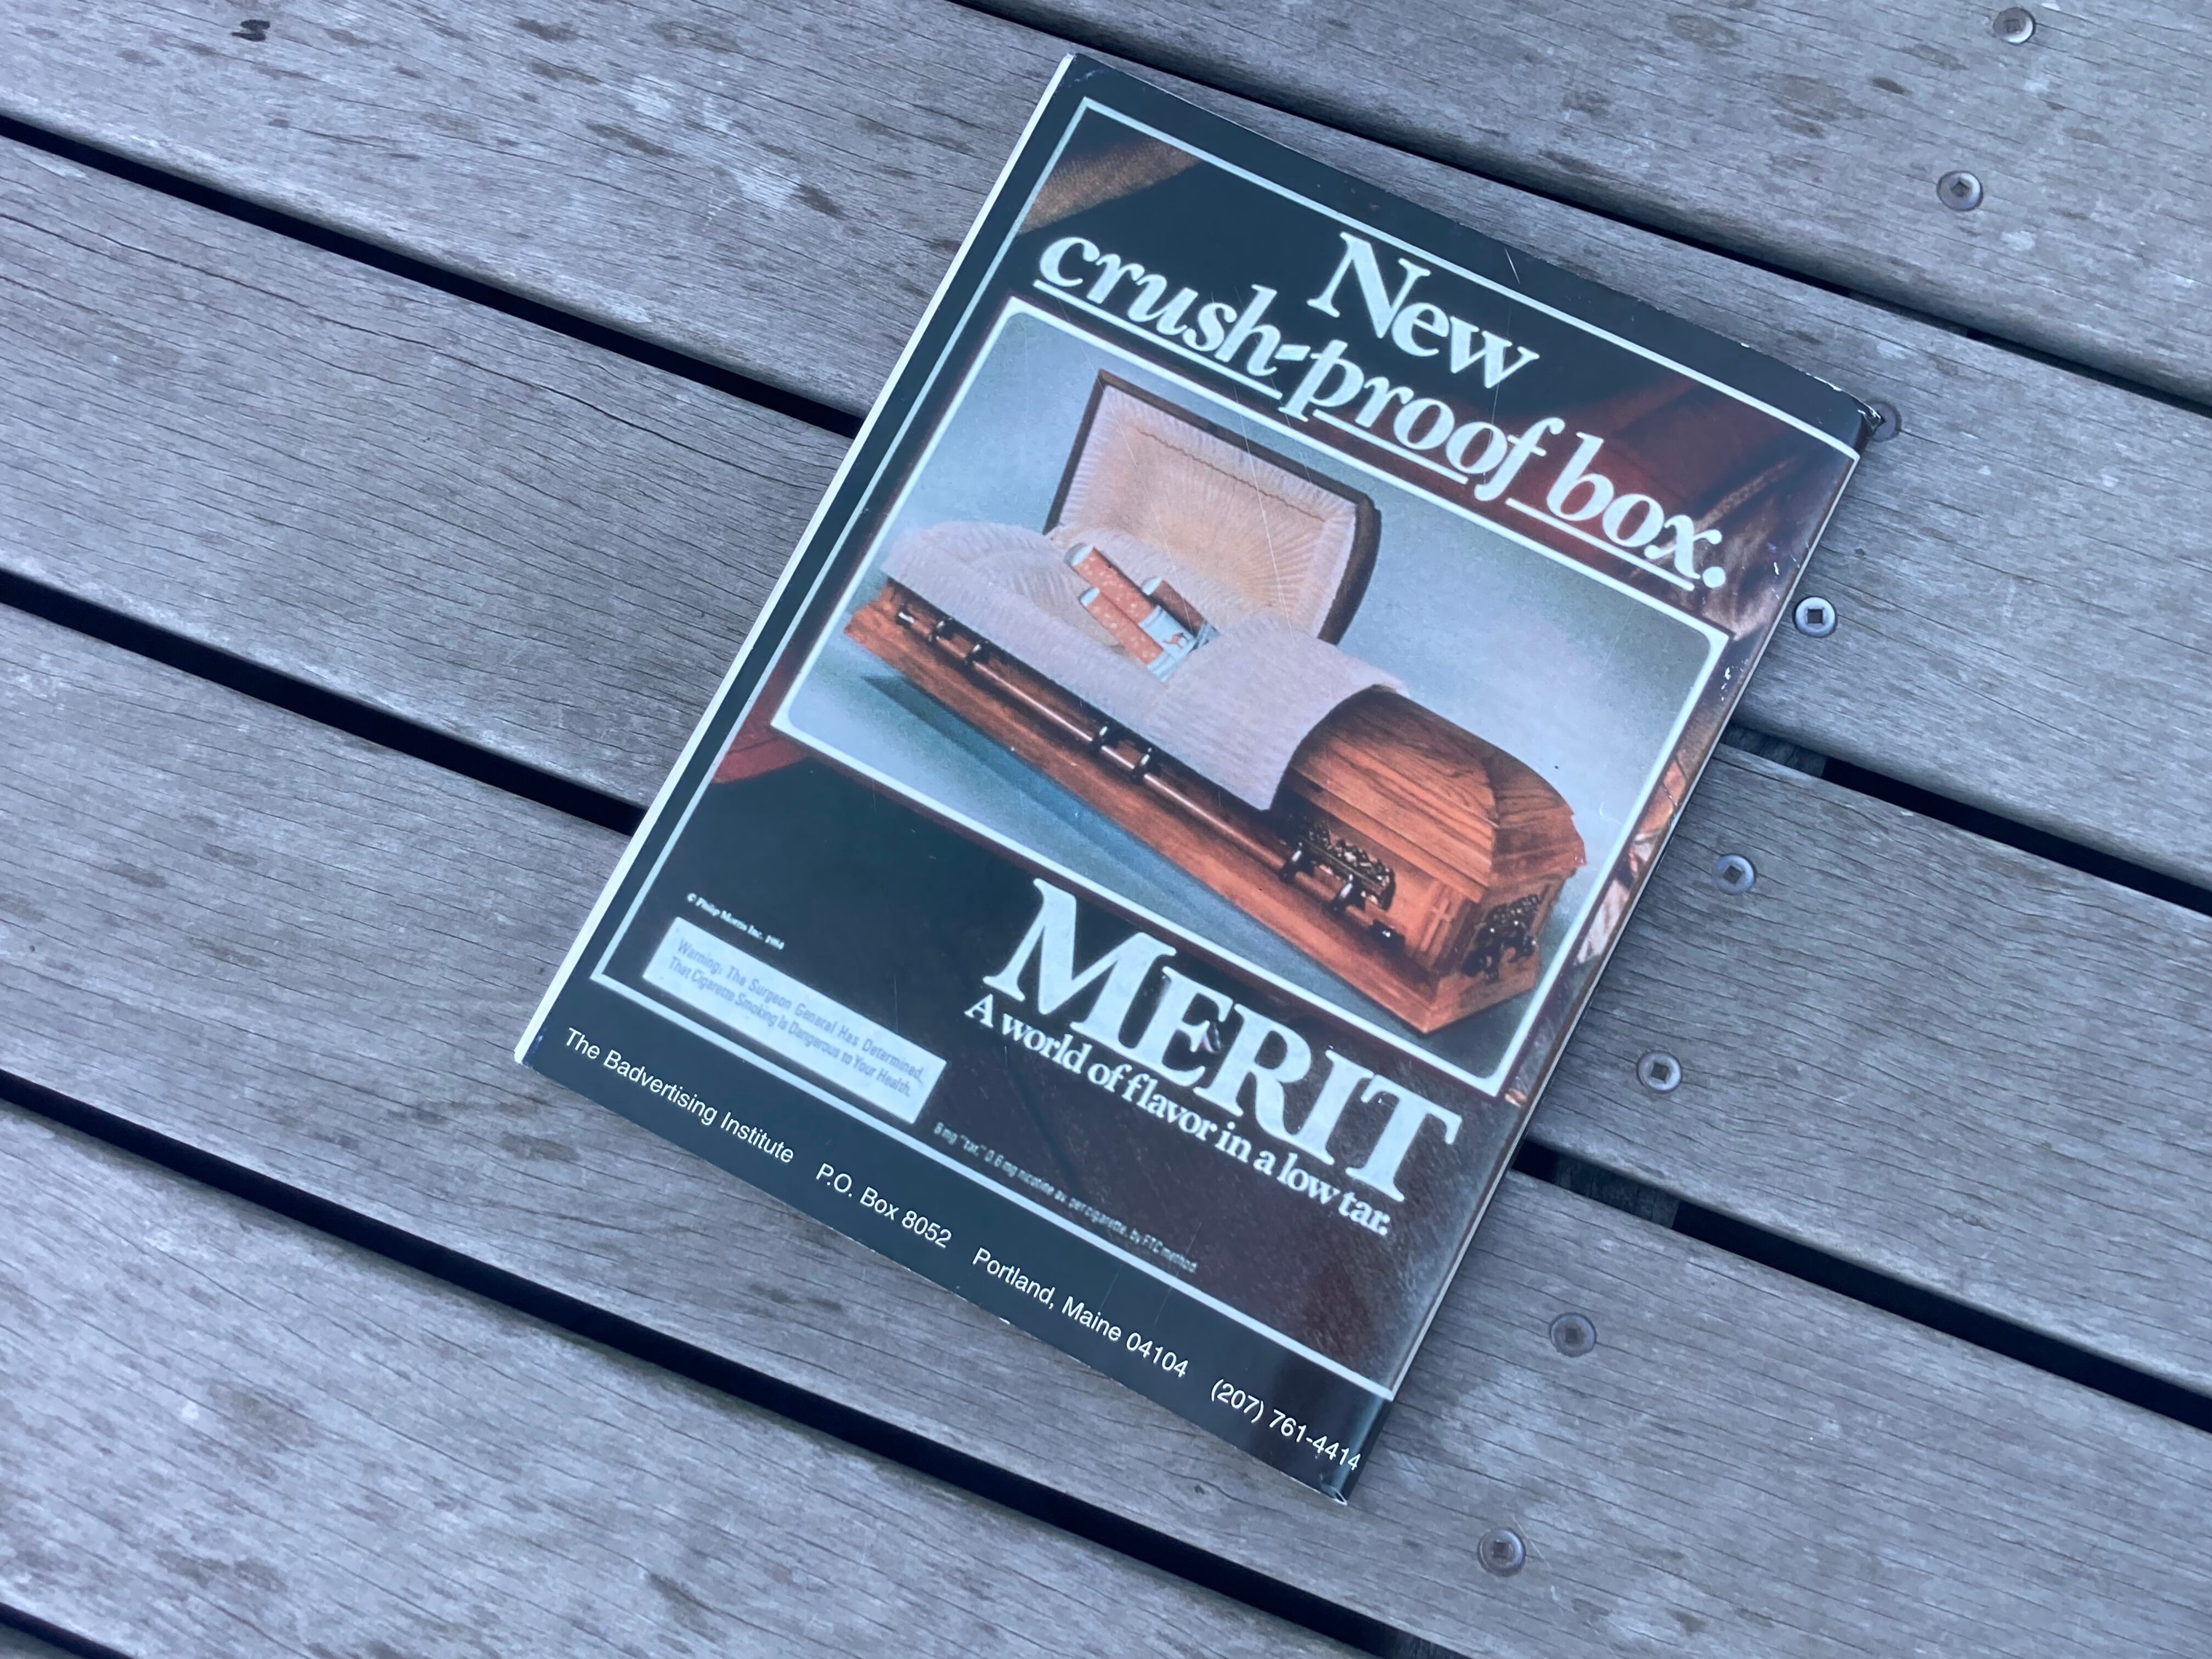 New
crush-proof box.
© Philip Morris Inc. 1984
Warning: The Surgeon General Has Determined
That Cigarette Smoking Is Dangerous to Your Health.
MERIT
A world of flavor in a low tar.
6 mg "tar," 0.6 mg nicotine av. per cigarette, by FTC method
The Badvertising Institute P.O. Box 8052 Portland, Maine 04104 (207) 761-4414